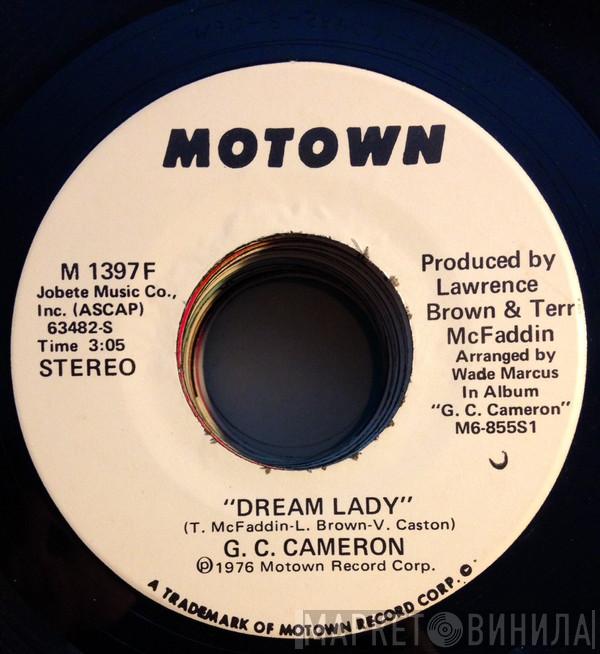 MOTOWN
M 1397F
Jobete Music Co.,
Inc. (ASCAP)
63482-S
Time 3:05
STEREO
Produced by
Lawrence
Brown & Terr
McFaddin
Arranged by
Wade Marcus
In Album
"G. C. Cameron"
M6-855S1
"DREAM LADY"
(T. McFaddin-L. Brown-V. Caston)
G. C. CAMERON
℗1976 Motown Record Corp.
A TRADEMARK OF MOTOWN RECORD CORP.©
МАРКЕТ ВИНИЛА